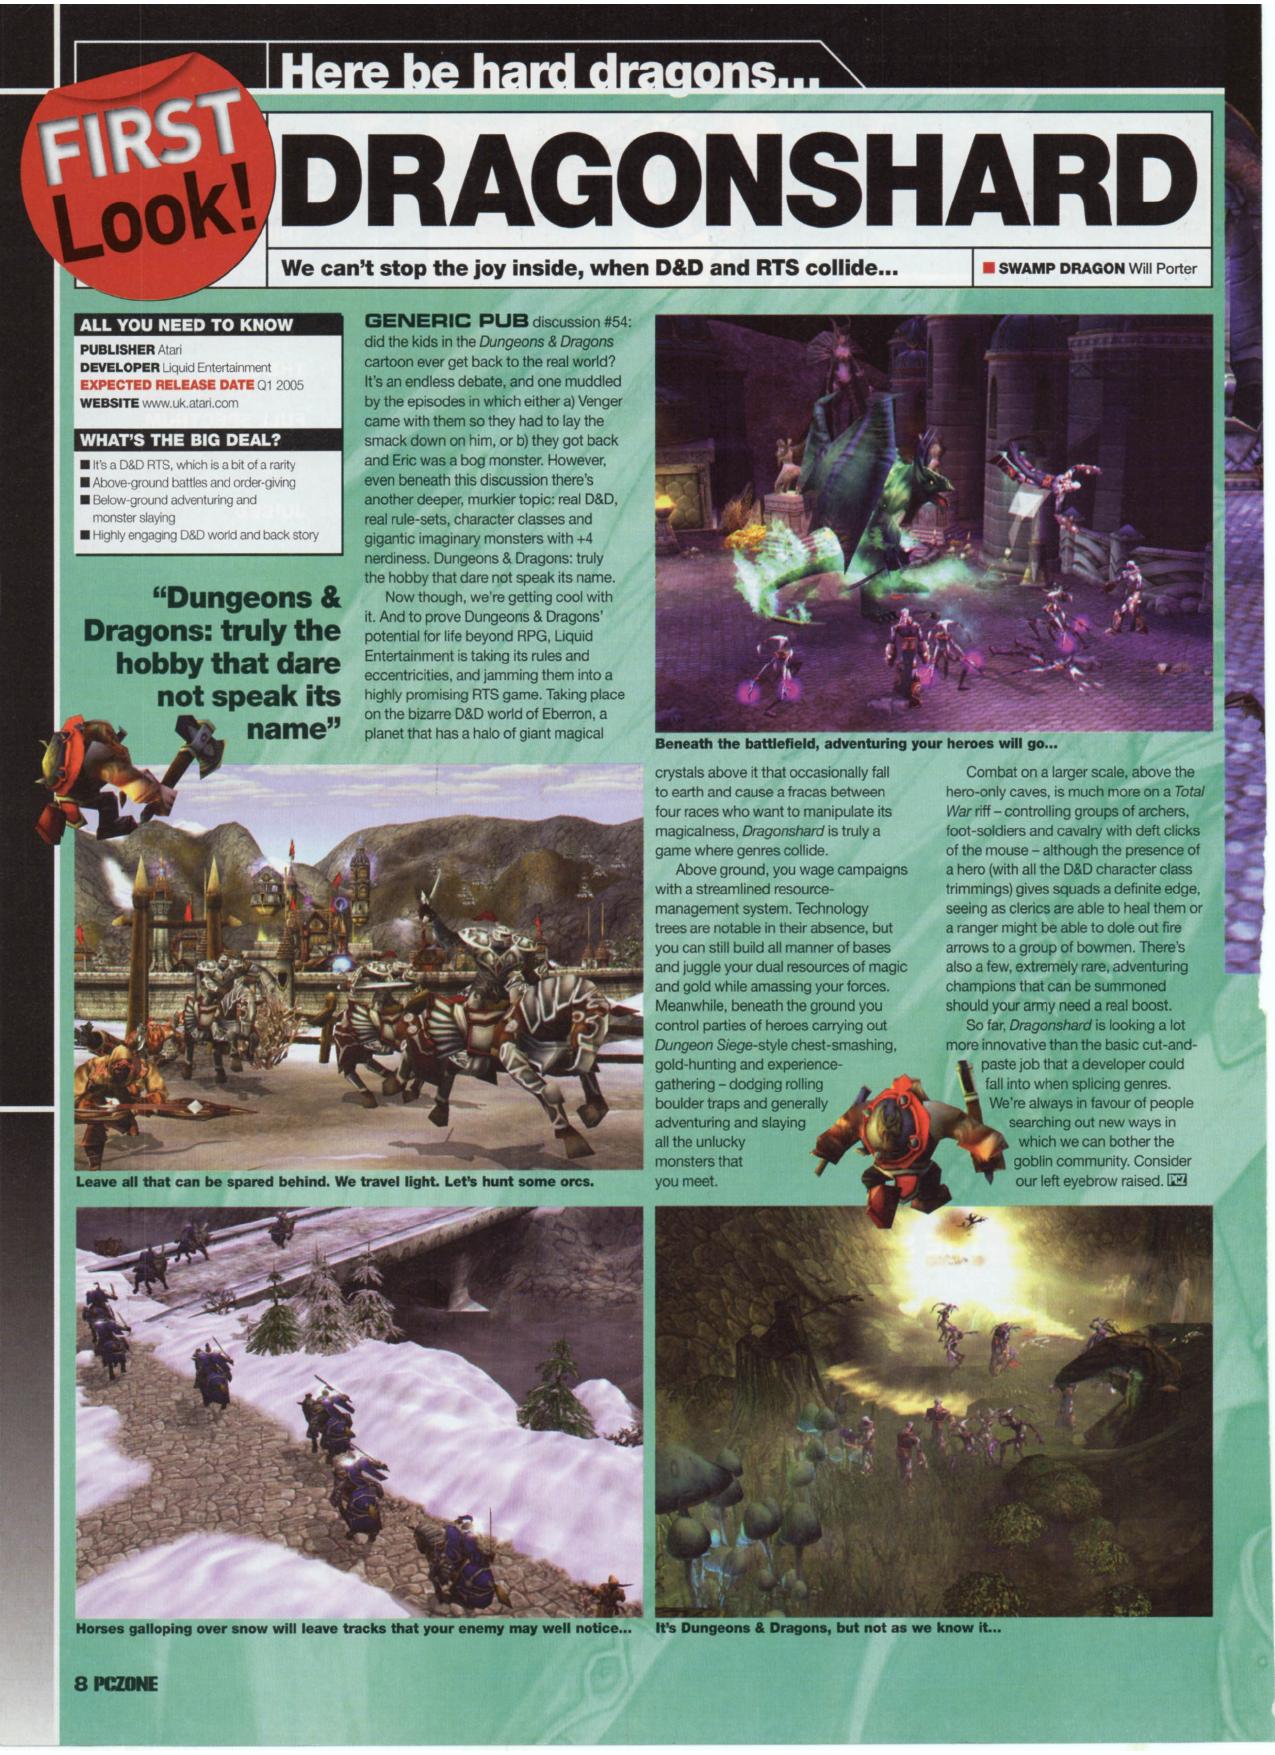 Here be hard dragons...
FIRST
Look!
DRAGONSHARD
We can't stop the joy inside, when D&D and RTS collide...
■ SWAMP DRAGON Will Porter
ALL YOU NEED TO KNOW
PUBLISHER Atari
DEVELOPER Liquid Entertainment
EXPECTED RELEASE DATE Q1 2005
WEBSITE www.uk.atari.com
WHAT'S THE BIG DEAL?
■ It's a D&D RTS, which is a bit of a rarity
■ Above-ground battles and order-giving
■ Below-ground adventuring and
monster slaying
■ Highly engaging D&D world and back story
"Dungeons &
Dragons: truly the
hobby that dare
not speak its
name"
GENERIC PUB discussion #54:
did the kids in the Dungeons & Dragons
cartoon ever get back to the real world?
It's an endless debate, and one muddled
by the episodes in which either a) Venger
came with them so they had to lay the
smack down on him, or b) they got back
and Eric was a bog monster. However,
even beneath this discussion there's
another deeper, murkier topic: real D&D,
real rule-sets, character classes and
gigantic imaginary monsters with +4
nerdiness. Dungeons & Dragons: truly
the hobby that dare not speak its name.
Now though, we're getting cool with
it. And to prove Dungeons & Dragons'
potential for life beyond RPG, Liquid
Entertainment is taking its rules and
eccentricities, and jamming them into a
highly promising RTS game. Taking place
on the bizarre D&D world of Eberron, a
planet that has a halo of giant magical
Beneath the battlefield, adventuring your heroes will go...
crystals above it that occasionally fall
to earth and cause a fracas between
four races who want to manipulate its
magicalness, Dragonshard is truly a
game where genres collide.
Above ground, you wage campaigns
with a streamlined resource-
management system. Technology
trees are notable in their absence, but
you can still build all manner of bases
and juggle your dual resources of magic
and gold while amassing your forces.
Meanwhile, beneath the ground you
control parties of heroes carrying out
Dungeon Siege-style chest-smashing,
gold-hunting and experience-
gathering – dodging rolling
boulder traps and generally
adventuring and slaying
all the unlucky
monsters that
you meet.
Combat on a larger scale, above the
hero-only caves, is much more on a Total
War riff – controlling groups of archers,
foot-soldiers and cavalry with deft clicks
of the mouse – although the presence of
a hero (with all the D&D character class
trimmings) gives squads a definite edge,
seeing as clerics are able to heal them or
a ranger might be able to dole out fire
arrows to a group of bowmen. There's
also a few, extremely rare, adventuring
champions that can be summoned
should your army need a real boost.
So far, Dragonshard is looking a lot
more innovative than the basic cut-and-
paste job that a developer could
fall into when splicing genres.
We're always in favour of people
searching out new ways in
which we can bother the
goblin community. Consider
our left eyebrow raised. PCZ
Leave all that can be spared behind. We travel light. Let's hunt some orcs.
Horses galloping over snow will leave tracks that your enemy may well notice...
It's Dungeons & Dragons, but not as we know it...
8 PCZONE